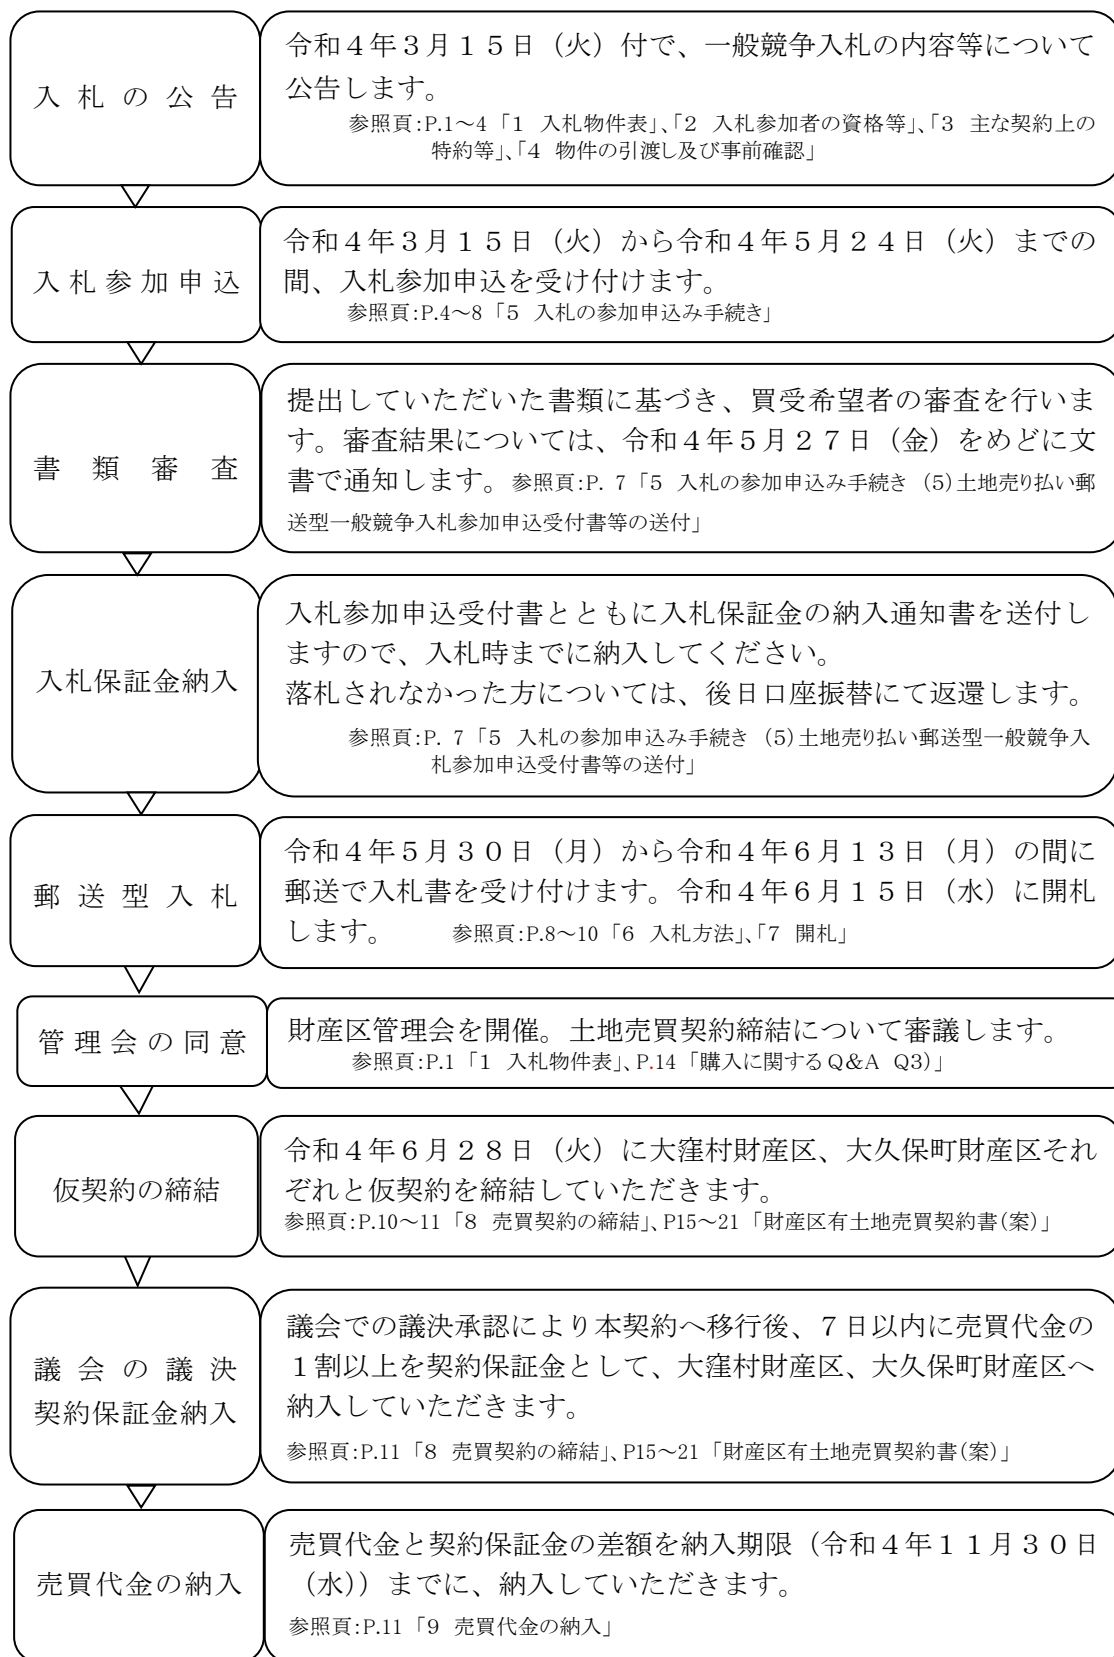 入札の公告
令和４年３月１５日（火）付で、一般競争入札の内容等について
公告します。
参照頁：P.1～4「1　入札物件表」、「2　入札参加者の資格等」、「3　主な契約上の
特約等」、「4　物件の引渡し及び事前確認」
入札参加申込
令和４年３月１５日（火）から令和４年５月２４日（火）までの
間、入札参加申込を受け付けます。
参照頁：P.4～8「5　入札の参加申込み手続き」
書類審査
提出していただいた書類に基づき、買受希望者の審査を行いま
す。審査結果については、令和４年５月２７日（金）をめどに文
書で通知します。参照頁：P. 7「5　入札の参加申込み手続き　(5)土地売り払い郵
送型一般競争入札参加申込受付書等の送付」
入札保証金納入
入札参加申込受付書とともに入札保証金の納入通知書を送付し
ますので、入札時までに納入してください。
落札されなかった方については、後日口座振替にて返還します。
参照頁：P. 7「5　入札の参加申込み手続き　(5)土地売り払い郵送型一般競争入
札参加申込受付書等の送付」
郵送型入札
令和４年５月３０日（月）から令和４年６月１３日（月）の間に
郵送で入札書を受け付けます。令和４年６月１５日（水）に開札
します。　参照頁：P.8～10「6　入札方法」、「7　開札」
管理会の同意
財産区管理会を開催。土地売買契約締結について審議します。
参照頁：P.1「1　入札物件表」、P.14「購入に関するQ&A　Q3)」
仮契約の締結
令和４年６月２８日（火）に大窪村財産区、大久保町財産区それ
ぞれと仮契約を締結していただきます。
参照頁：P.10～11「8　売買契約の締結」、P15～21「財産区有土地売買契約書(案)」
議会の議決
契約保証金納入
議会での議決承認により本契約へ移行後、７日以内に売買代金の
１割以上を契約保証金として、大窪村財産区、大久保町財産区へ
納入していただきます。
参照頁：P.11「8　売買契約の締結」、P15～21「財産区有土地売買契約書(案)」
売買代金の納入
売買代金と契約保証金の差額を納入期限（令和４年１１月３０日
（水））までに、納入していただきます。
参照頁：P.11「9　売買代金の納入」